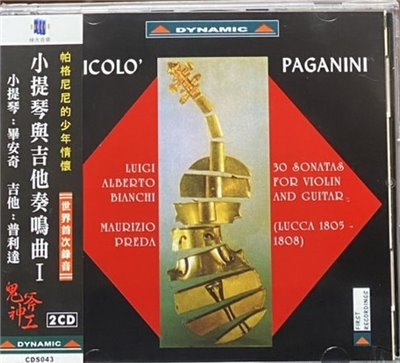 DYNAMIC
ICOLO' PAGANINI
LUIGI
ALBERTO
BIANCHI
MAURIZIO
PREDA
30 SONATAS
FOR VIOLIN
AND GUITAR
(LUCCA 1805 -
1808)
FIRST
RECORDINGS
帕格尼尼的少年情懷
世界首次錄音
小提琴與吉他奏鳴曲 I
小提琴：畢安奇 吉他：普利達
鬼斧神工
2CD
DYNAMIC
CDS043